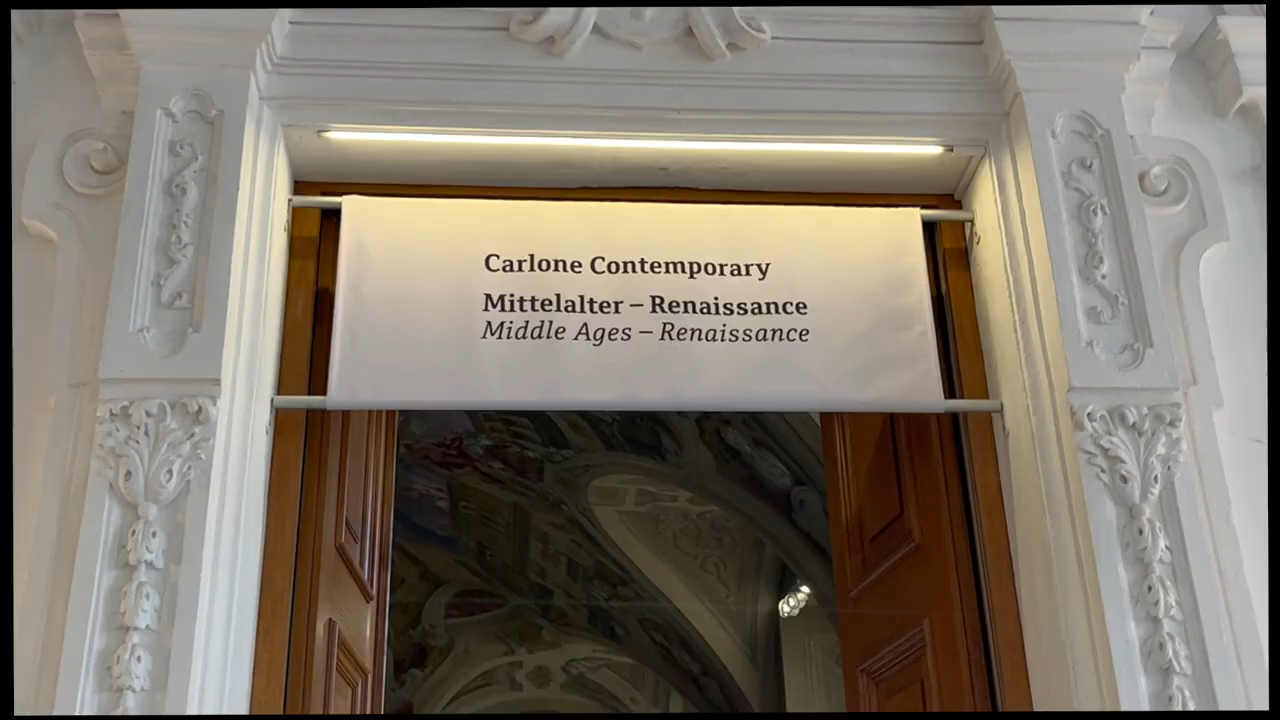 Carlone Contemporary
Mittelalter – Renaissance
Middle Ages – Renaissance